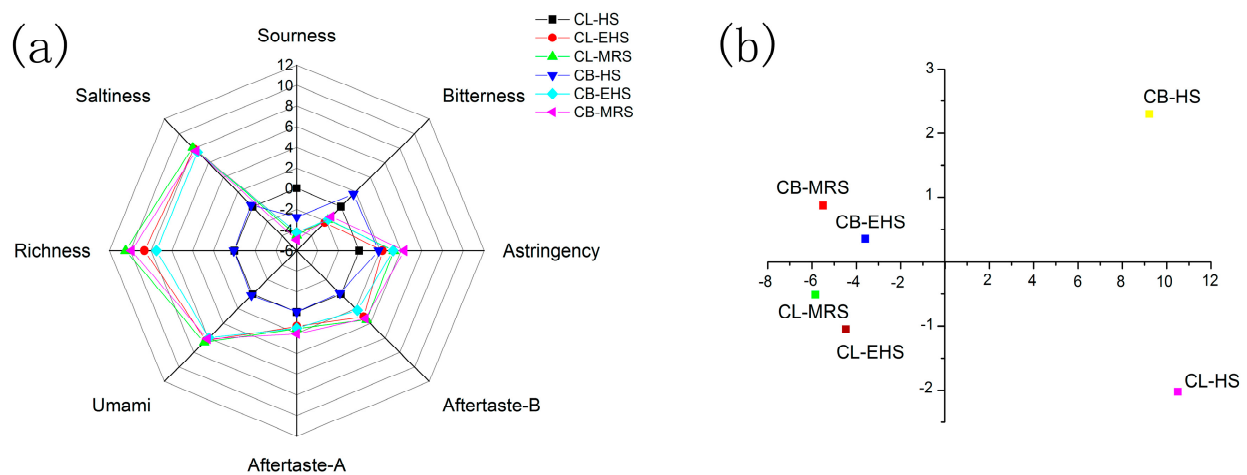 (a)
Sourness
Bitterness
Astringency
Aftertaste-B
Aftertaste-A
Umami
Richness
Saltiness
12
10
8
6
4
2
0
-2
-4
-6
CL-HS
CL-EHS
CL-MRS
CB-HS
CB-EHS
CB-MRS
(b)
3
2
1
0
-1
-2
-8 -6 -4 -2 2 4 6 8 10 12
CB-HS
CB-MRS
CB-EHS
CL-MRS
CL-EHS
CL-HS